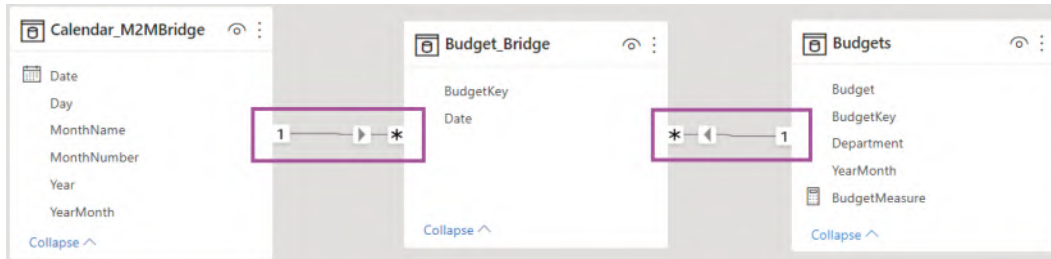 Calendar_M2MBridge
Date
Day
MonthName
MonthNumber
Year
YearMonth
Collapse
1
*
Budget_Bridge
BudgetKey
Date
Collapse
*
1
Budgets
Budget
BudgetKey
Department
YearMonth
BudgetMeasure
Collapse